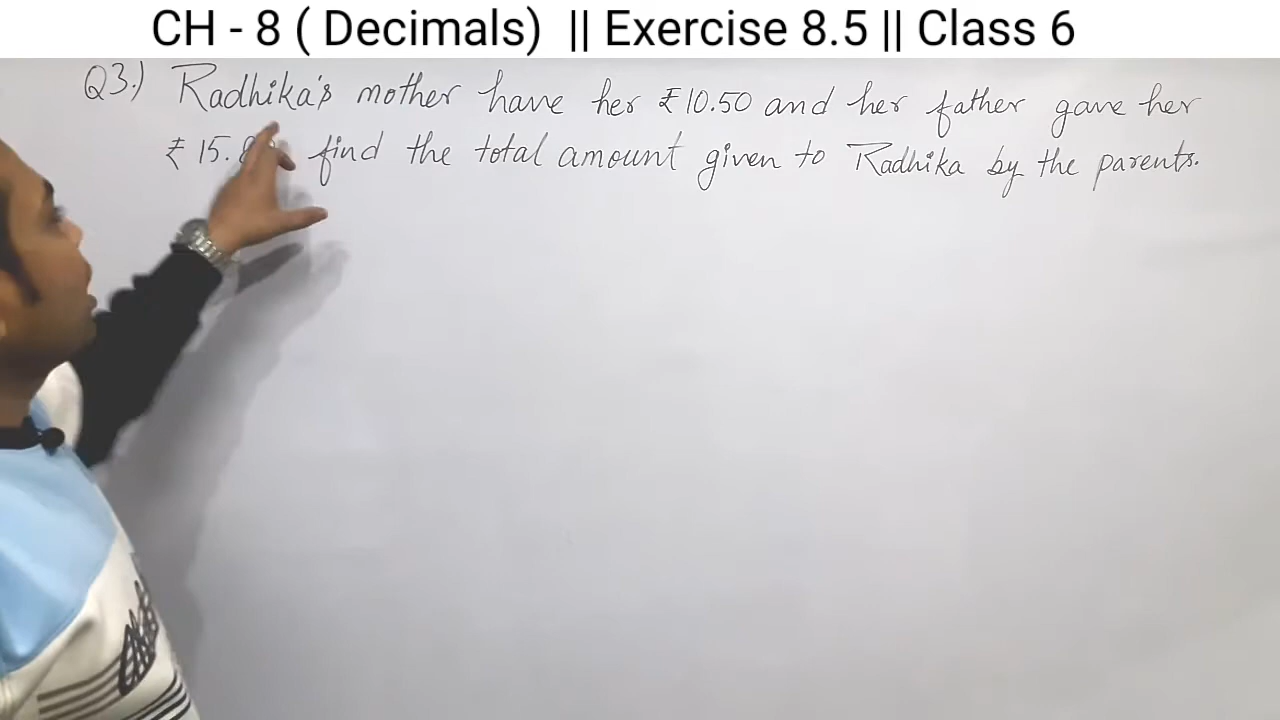 CH - 8 ( Decimals) || Exercise 8.5 || Class 6
Q3.) Radhika's mother have her ₹10.50 and her father gave her
find the total amount given to Radhika by the parents.